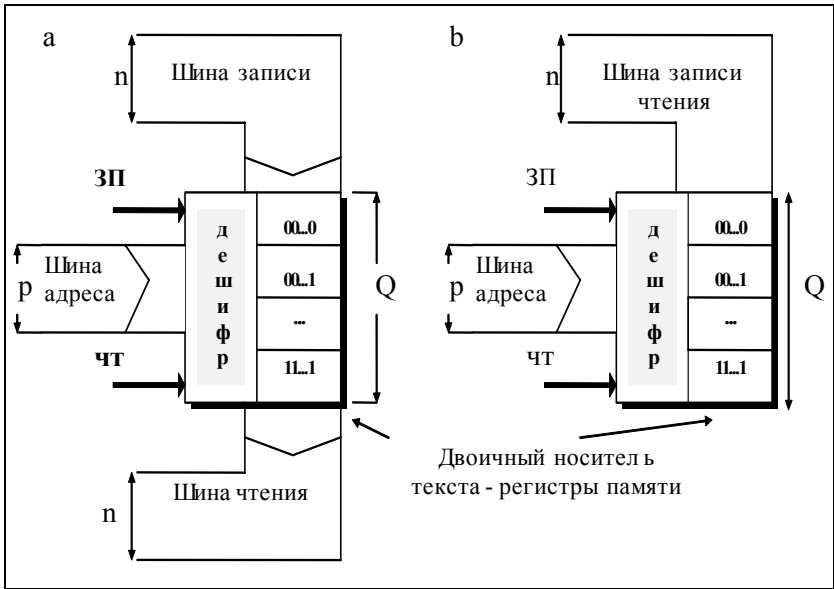 a
n
Шина записи
ЗП
д
е
ш
и
ф
р
00...0
00...1
...
11...1
Q
p
Шина
адреса
чт
Шина чтения
n
b
n
Шина записи
чтения
ЗП
д
е
ш
и
ф
р
00...0
00...1
...
11...1
Q
p
Шина
адреса
чт
Двоичный носител ь
текста - регистры памяти